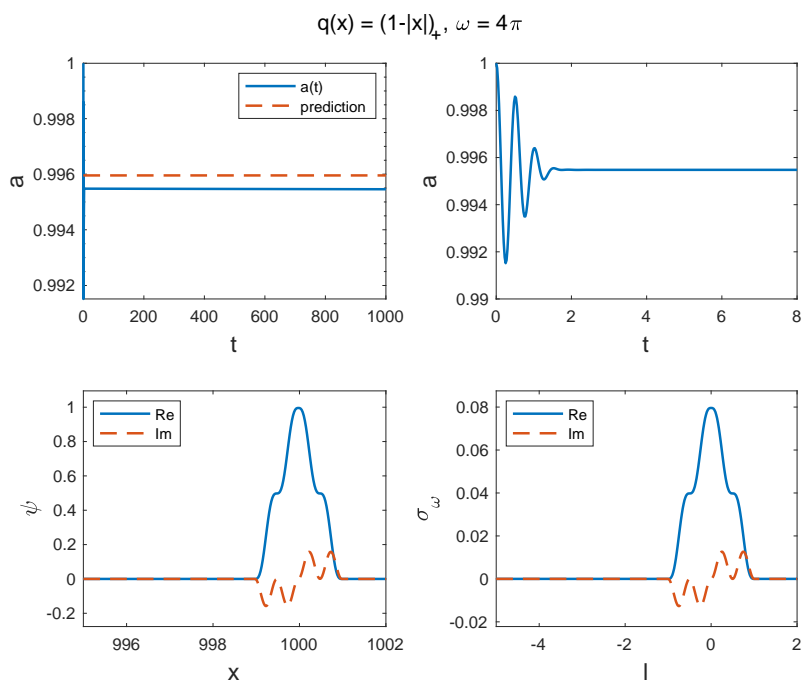 q(x) = (1-|x|)₊, ω = 4π
1
0.998
0.996
0.994
0.992
a
a(t)
prediction
0
200
400
600
800
1000
t
1
0.998
0.996
0.994
0.992
0.99
a
0
2
4
6
8
t
1
0.8
0.6
0.4
0.2
0
-0.2
ψ
Re
Im
996
998
1000
1002
x
0.08
0.06
0.04
0.02
0
-0.02
σ_ω
Re
Im
-4
-2
0
2
l